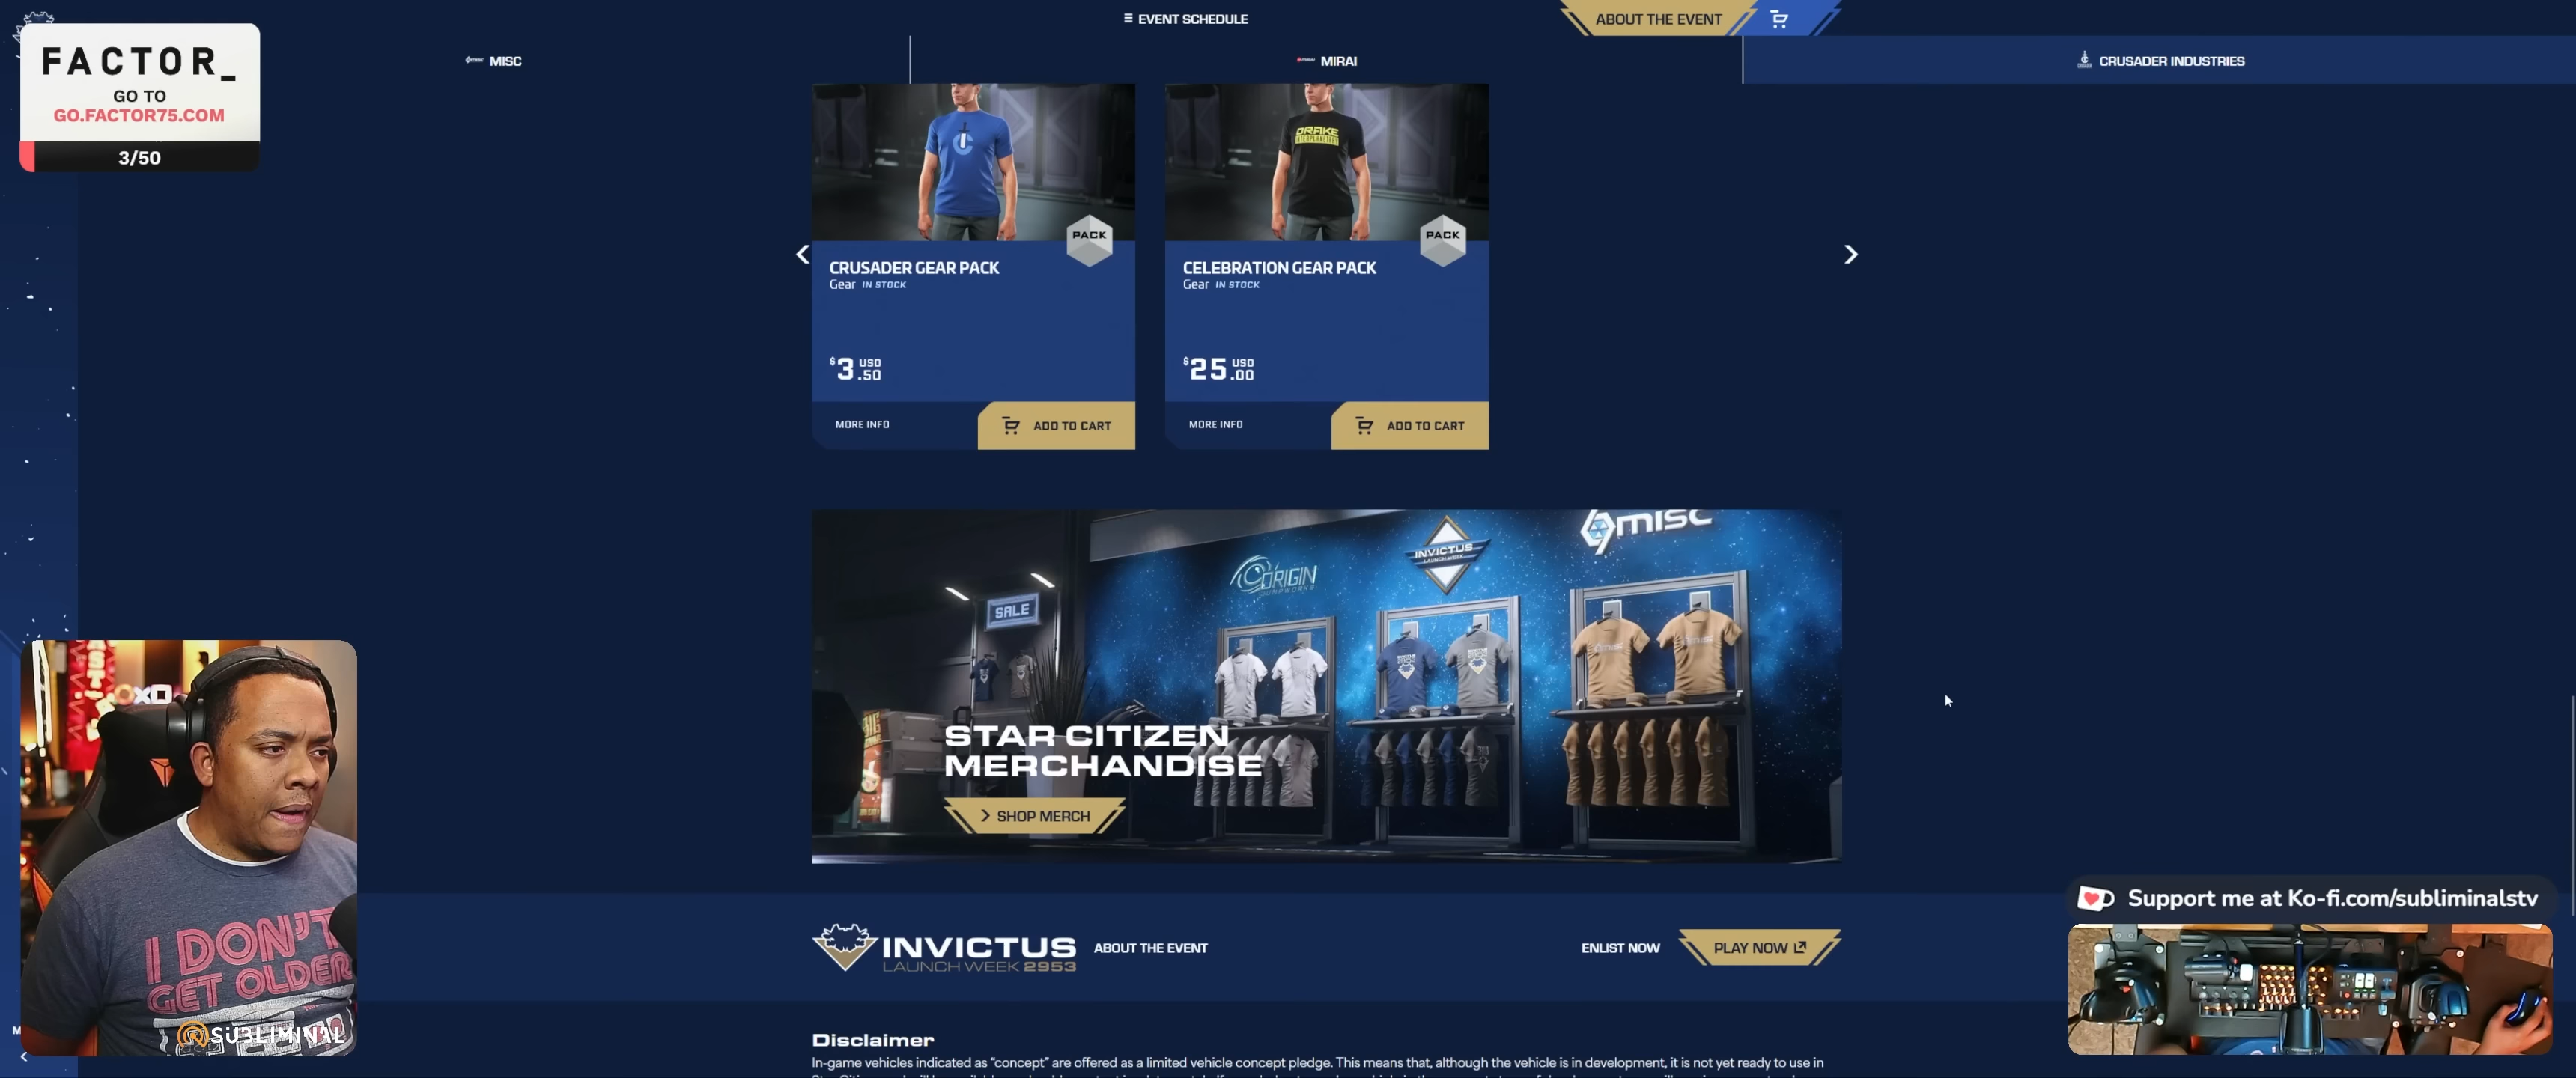 FACTOR_
GO TO
GO.FACTOR75.COM
3/50
EVENT SCHEDULE
ABOUT THE EVENT
MISC
MIRAI
CRUSADER INDUSTRIES
DRAKE
PACK
PACK
CRUSADER GEAR PACK
Gear IN STOCK
CELEBRATION GEAR PACK
Gear IN STOCK
$3.50 USD
$25.00 USD
MORE INFO
ADD TO CART
MORE INFO
ADD TO CART
MISC
INVICTUS
LAUNCH WEEK
ORIGIN
JUMPWORKS
SALE
STAR CITIZEN
MERCHANDISE
SHOP MERCH
I DON'T
GET OLDER
SUBLIMINAL
Support me at Ko-fi.com/subliminalstv
INVICTUS
LAUNCH WEEK 2953
ABOUT THE EVENT
ENLIST NOW
PLAY NOW
Disclaimer
In-game vehicles indicated as "concept" are offered as a limited vehicle concept pledge. This means that, although the vehicle is in development, it is not yet ready to use in